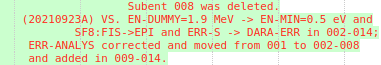 Subent 008 was deleted.
(20210923A) VS. EN-DUMMY=1.9 MeV -> EN-MIN=0.5 eV and
SF8:FIS->EPI and ERR-S -> DARA-ERR in 002-014;
ERR-ANALYS corrected and moved from 001 to 002-008
and added in 009-014.